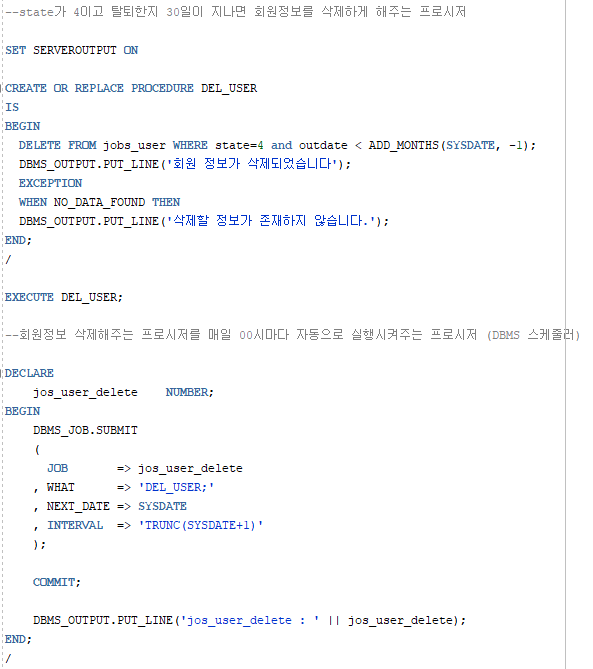 --state가 4이고 탈퇴한지 30일이 지나면 회원정보를 삭제하게 해주는 프로시저
SET SERVEROUTPUT ON
CREATE OR REPLACE PROCEDURE DEL_USER
IS
BEGIN
DELETE FROM jobs_user WHERE state=4 and outdate < ADD_MONTHS(SYSDATE, -1);
DBMS_OUTPUT.PUT_LINE('회원 정보가 삭제되었습니다');
EXCEPTION
WHEN NO_DATA_FOUND THEN
DBMS_OUTPUT.PUT_LINE('삭제할 정보가 존재하지 않습니다.');
END;
/
EXECUTE DEL_USER;
--회원정보 삭제해주는 프로시저를 매일 00시마다 자동으로 실행시켜주는 프로시저 (DBMS 스케줄러)
DECLARE
jos_user_delete NUMBER;
BEGIN
DBMS_JOB.SUBMIT
(
JOB => jos_user_delete
, WHAT => 'DEL_USER;'
, NEXT_DATE => SYSDATE
, INTERVAL => 'TRUNC(SYSDATE+1)'
);
COMMIT;
DBMS_OUTPUT.PUT_LINE('jos_user_delete : ' || jos_user_delete);
END;
/